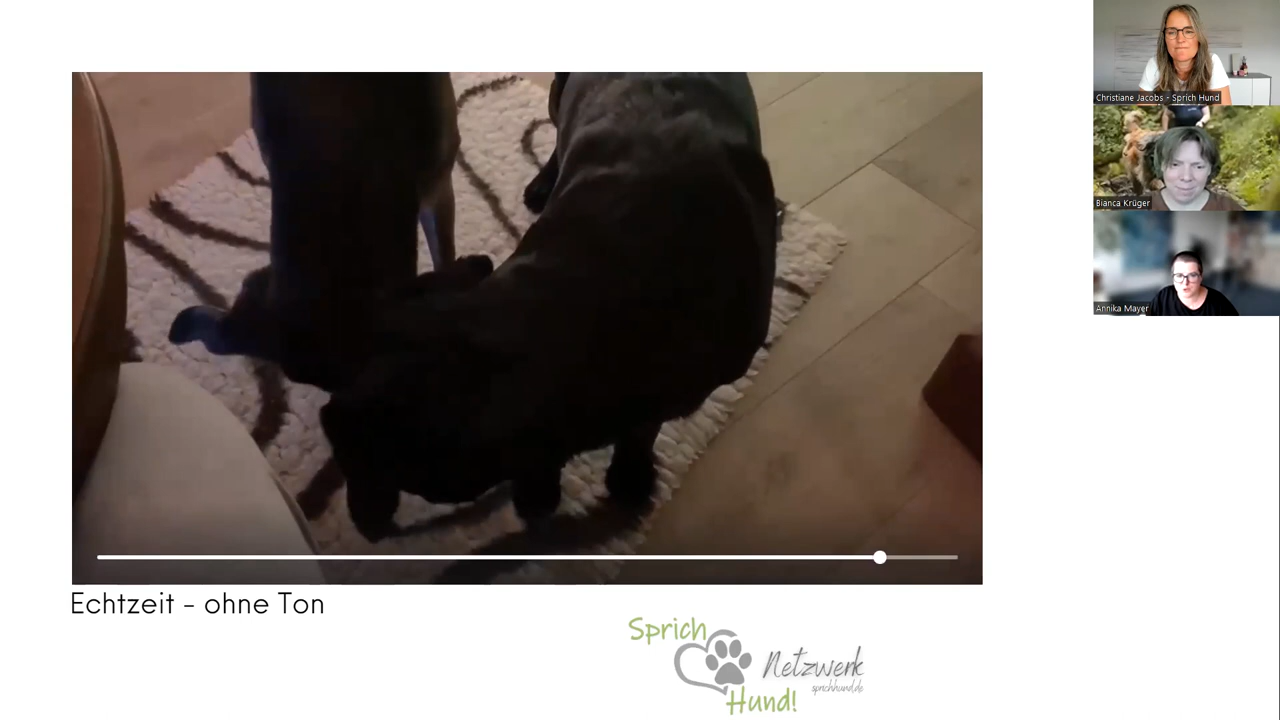 Christiane Jacobs - Sprich Hund
Bianca Krüger
Annika Mayer
Echtzeit - ohne Ton
Sprich
Netzwerk
sprichhund.de
Hund!